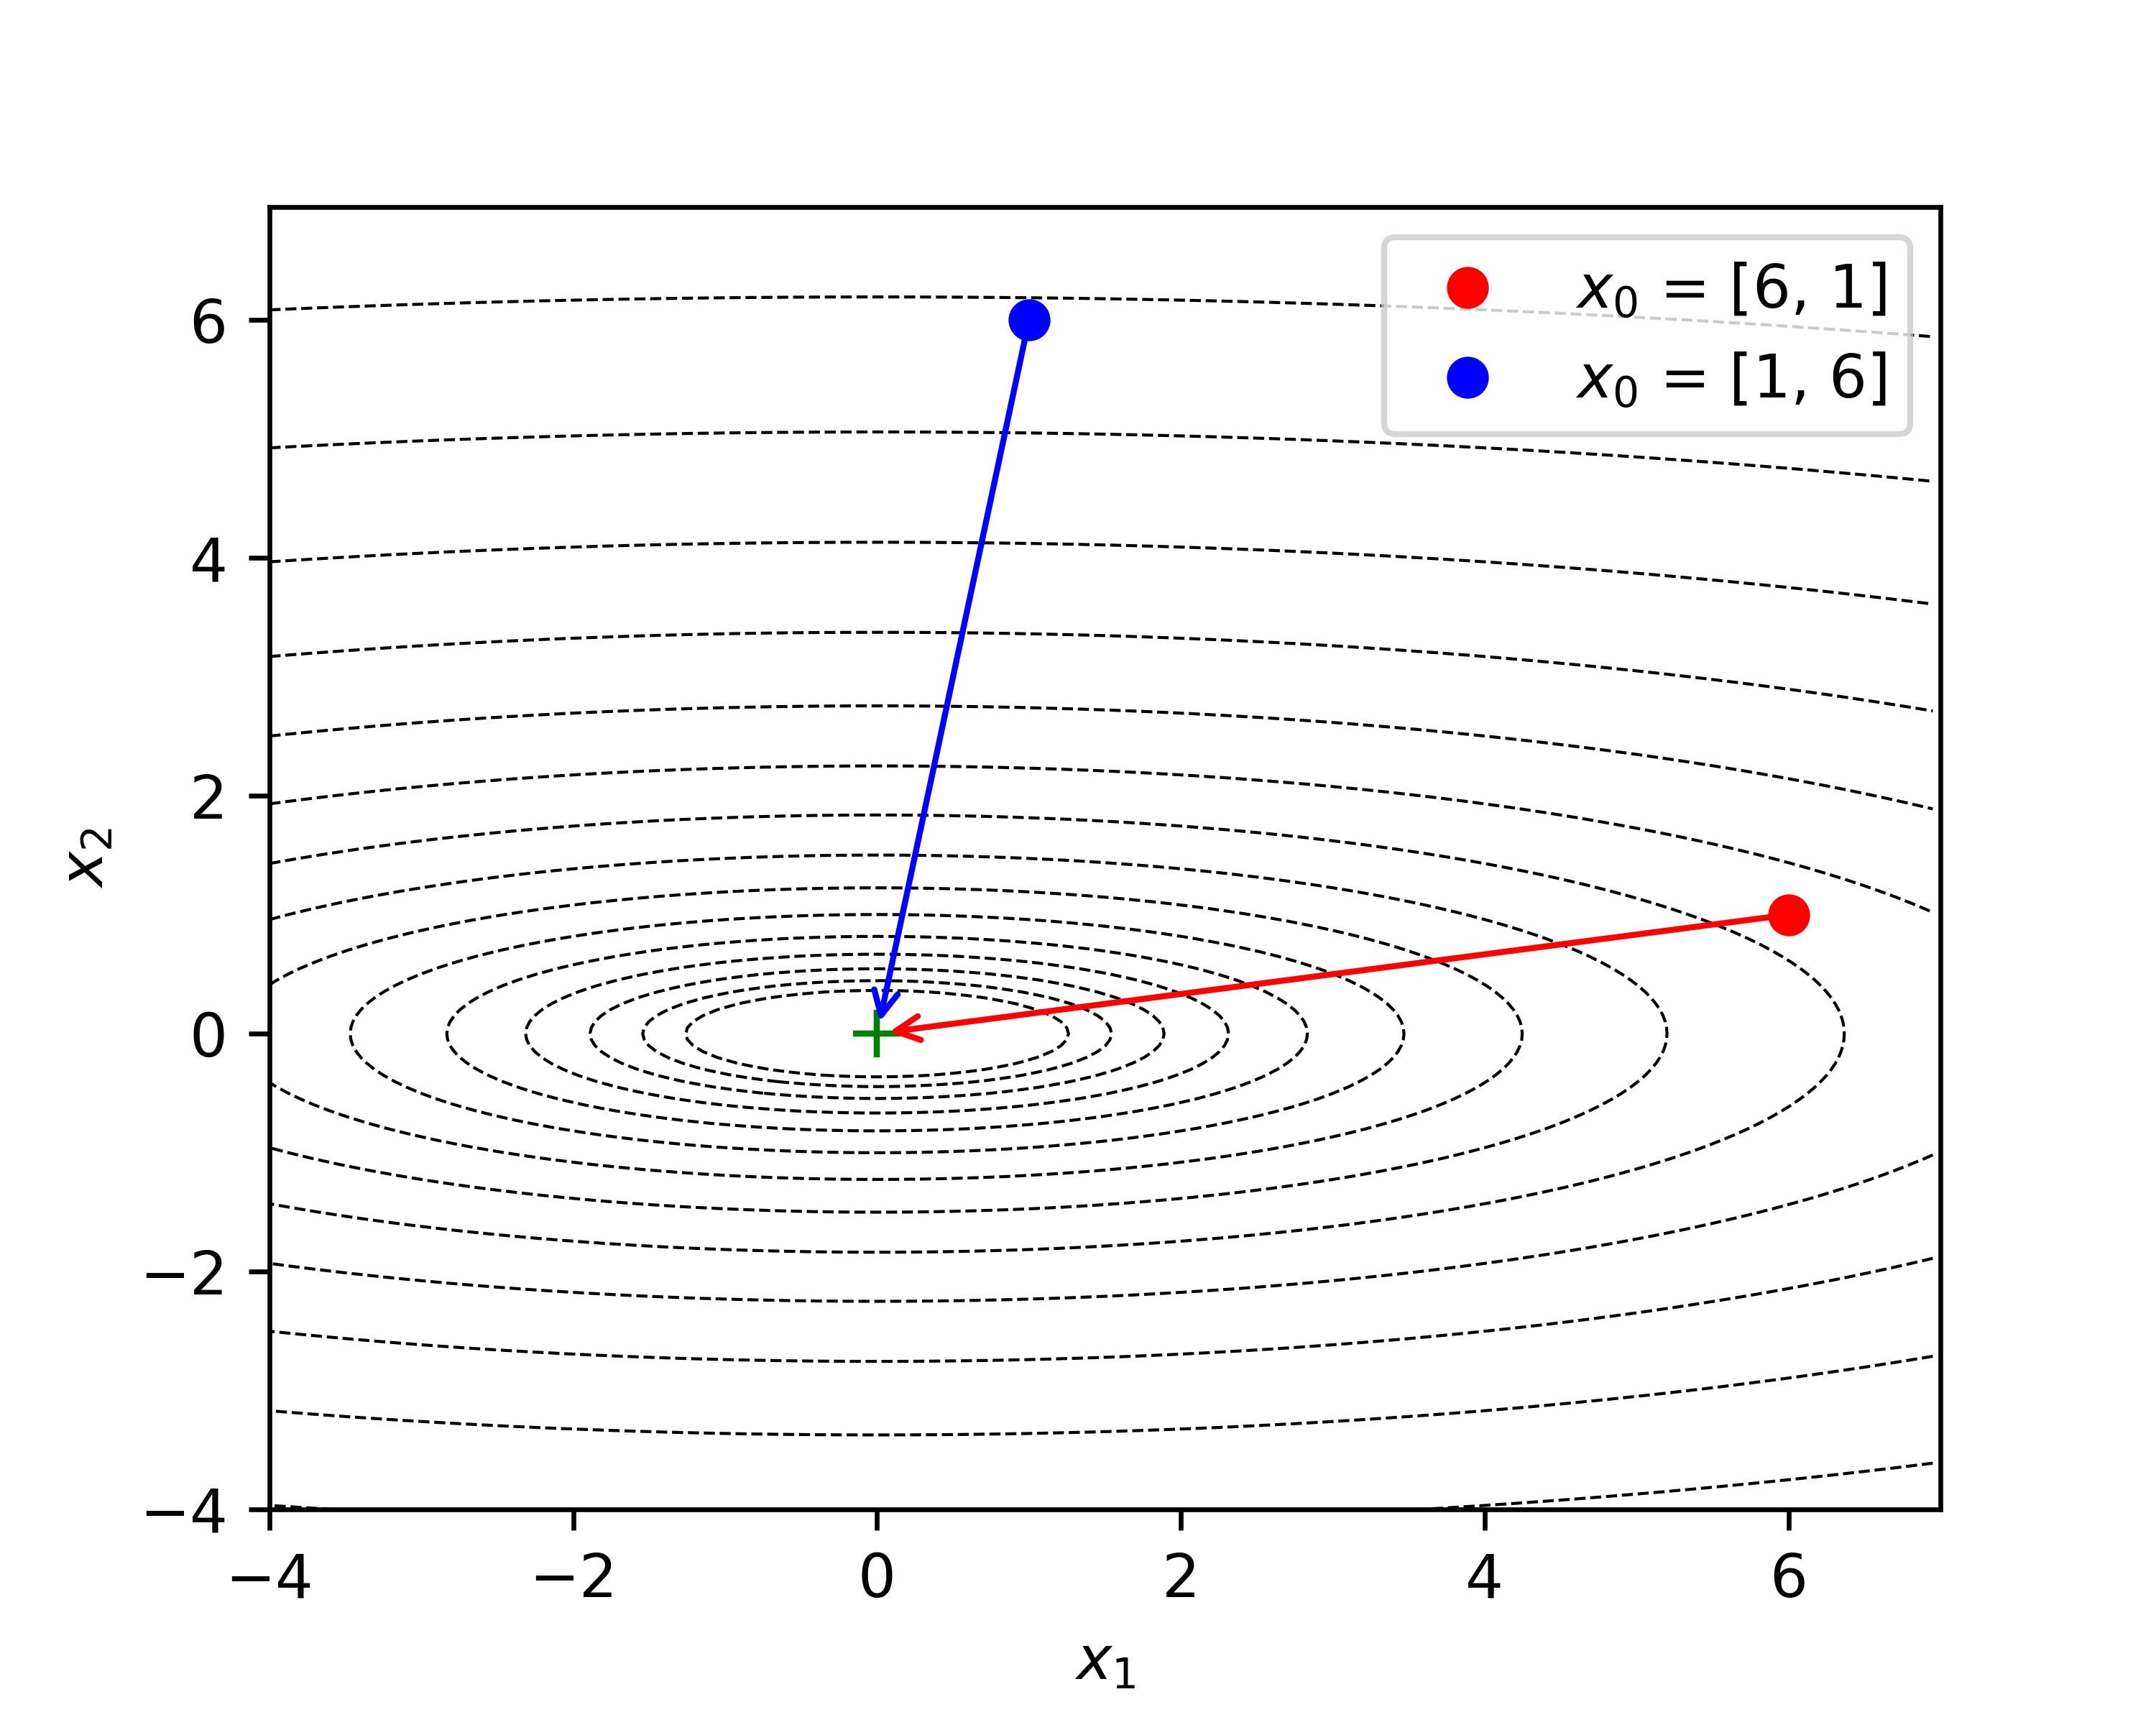 x₀ = [6, 1]
x₀ = [1, 6]
6
4
2
0
−2
−4
x₂
−4 −2 0 2 4 6
x₁